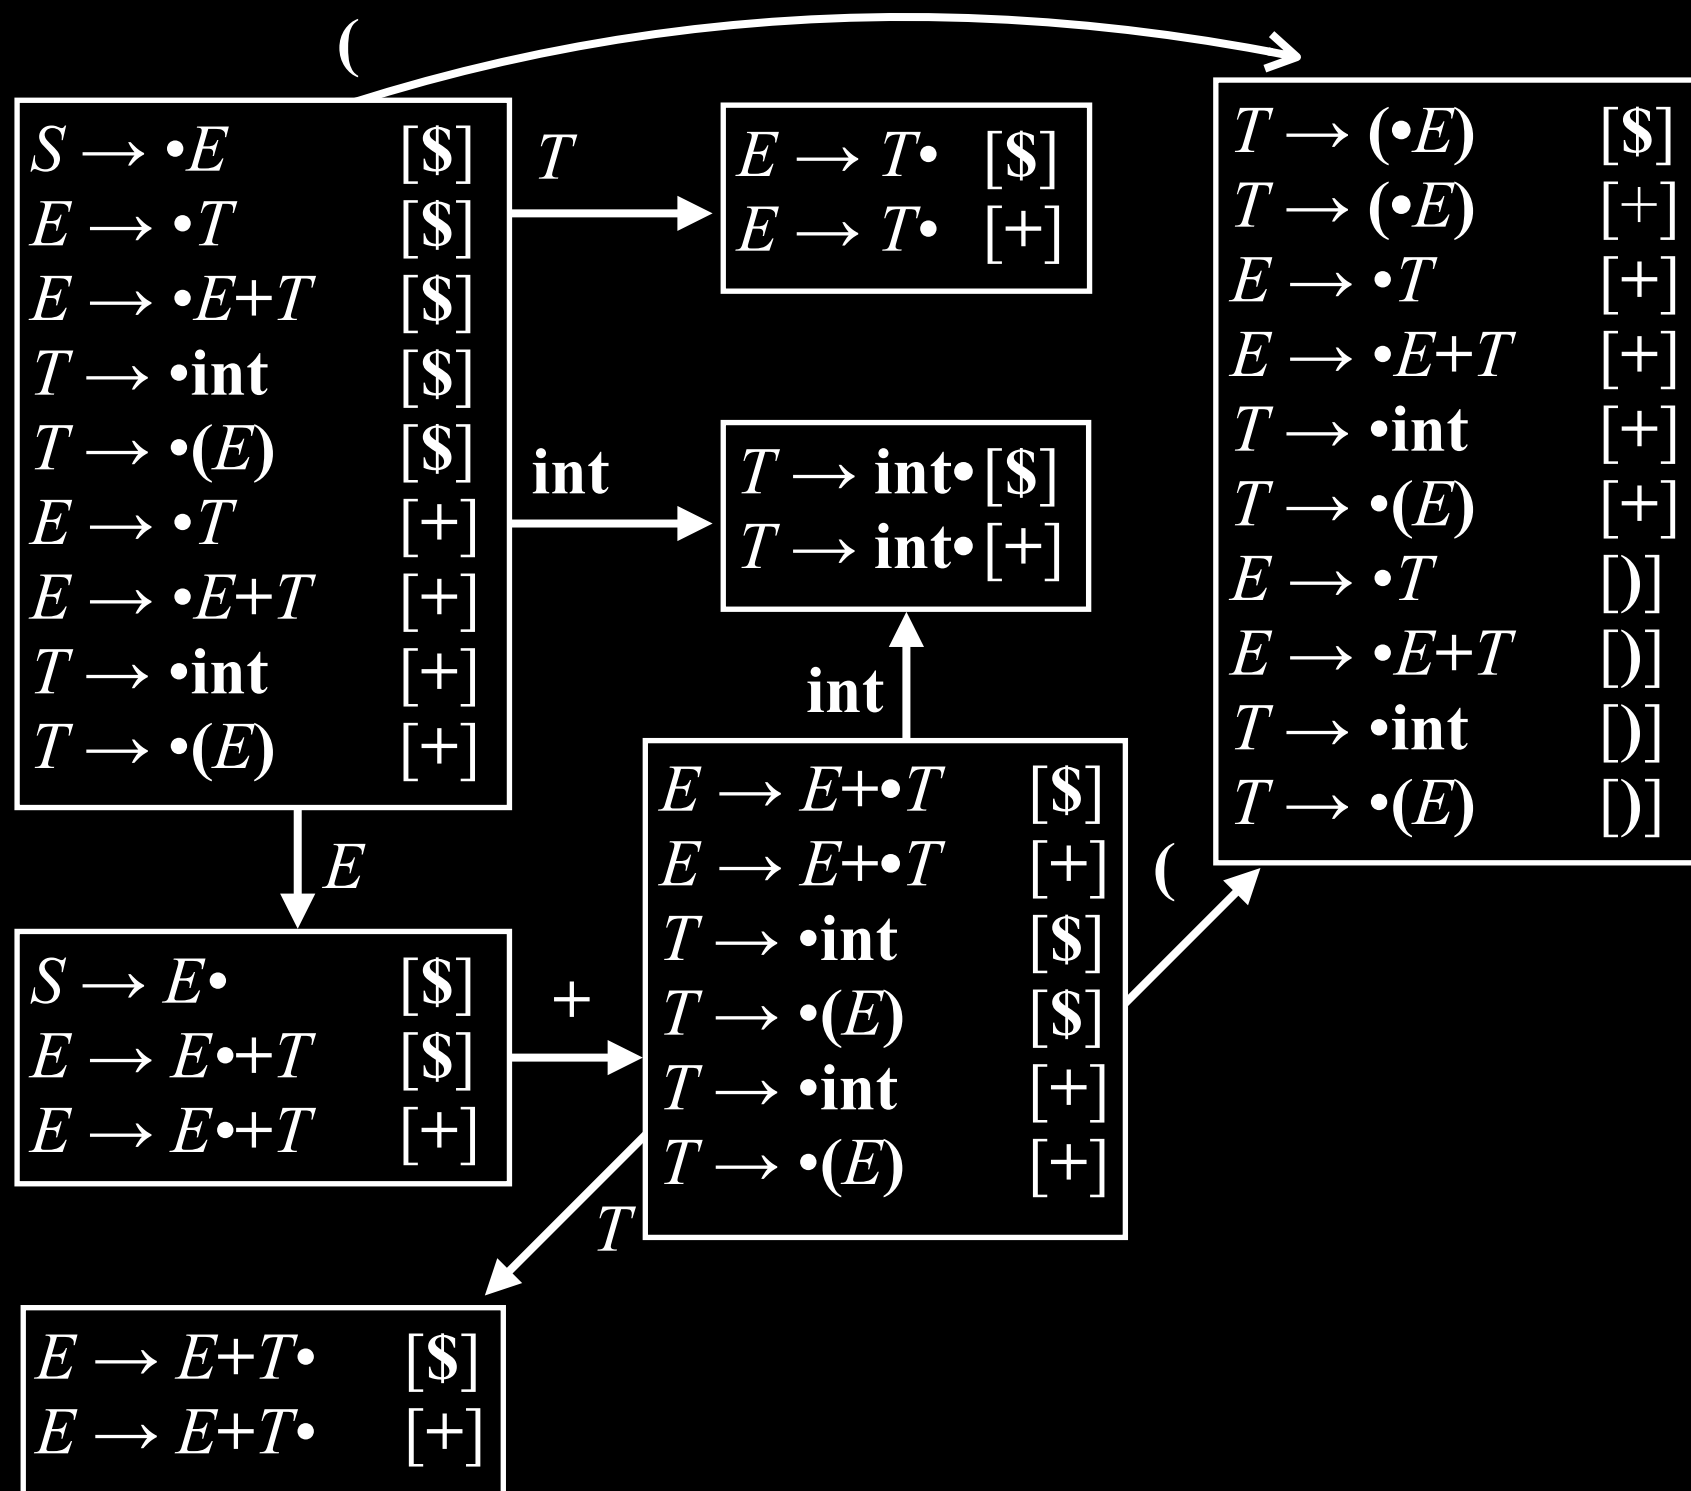 (
S → •E [$]
E → •T [$]
E → •E+T [$]
T → •int [$]
T → •(E) [$]
E → •T [+]
E → •E+T [+]
T → •int [+]
T → •(E) [+]
T
E → T• [$]
E → T• [+]
int
T → int• [$]
T → int• [+]
int
T → (•E) [$]
T → (•E) [+]
E → •T [+]
E → •E+T [+]
T → •int [+]
T → •(E) [+]
E → •T [)]
E → •E+T [)]
T → •int [)]
T → •(E) [)]
E
S → E• [$]
E → E•+T [$]
E → E•+T [+]
+
E → E+•T [$]
E → E+•T [+]
T → •int [$]
T → •(E) [$]
T → •int [+]
T → •(E) [+]
(
T
E → E+T• [$]
E → E+T• [+]